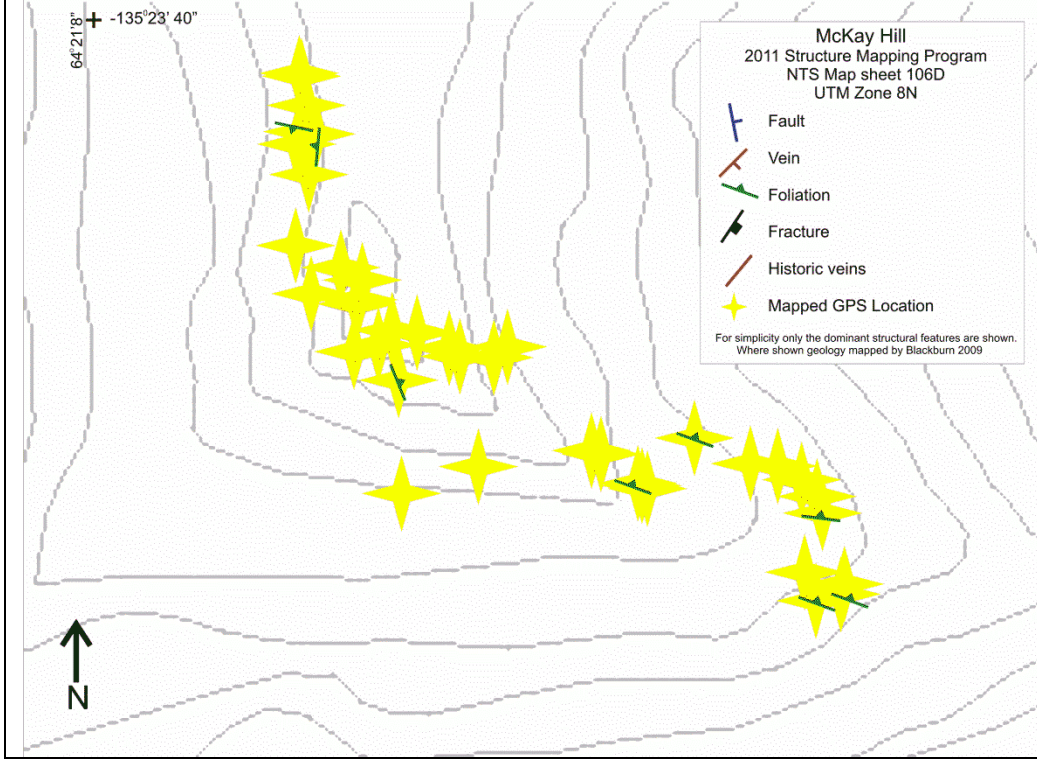 64°21'8"
-135°23' 40"
McKay Hill
2011 Structure Mapping Program
NTS Map sheet 106D
UTM Zone 8N
Fault
Vein
Foliation
Fracture
Historic veins
Mapped GPS Location
For simplicity only the dominant structural features are shown.
Where shown geology mapped by Blackburn 2009
N